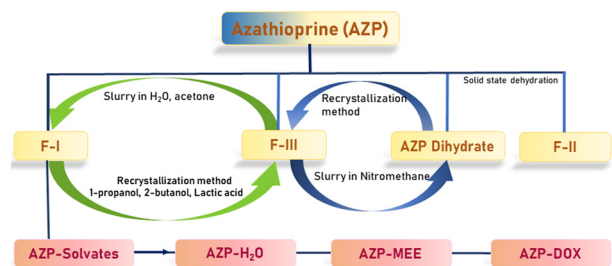 Azathioprine (AZP)
Solid state dehydration
Slurry in H₂O, acetone
Recrystallization
method
F-I
F-III
AZP Dihydrate
F-II
Recrystallization method
1-propanol, 2-butanol, Lactic acid
Slurry in Nitromethane
AZP-Solvates
AZP-H₂O
AZP-MEE
AZP-DOX